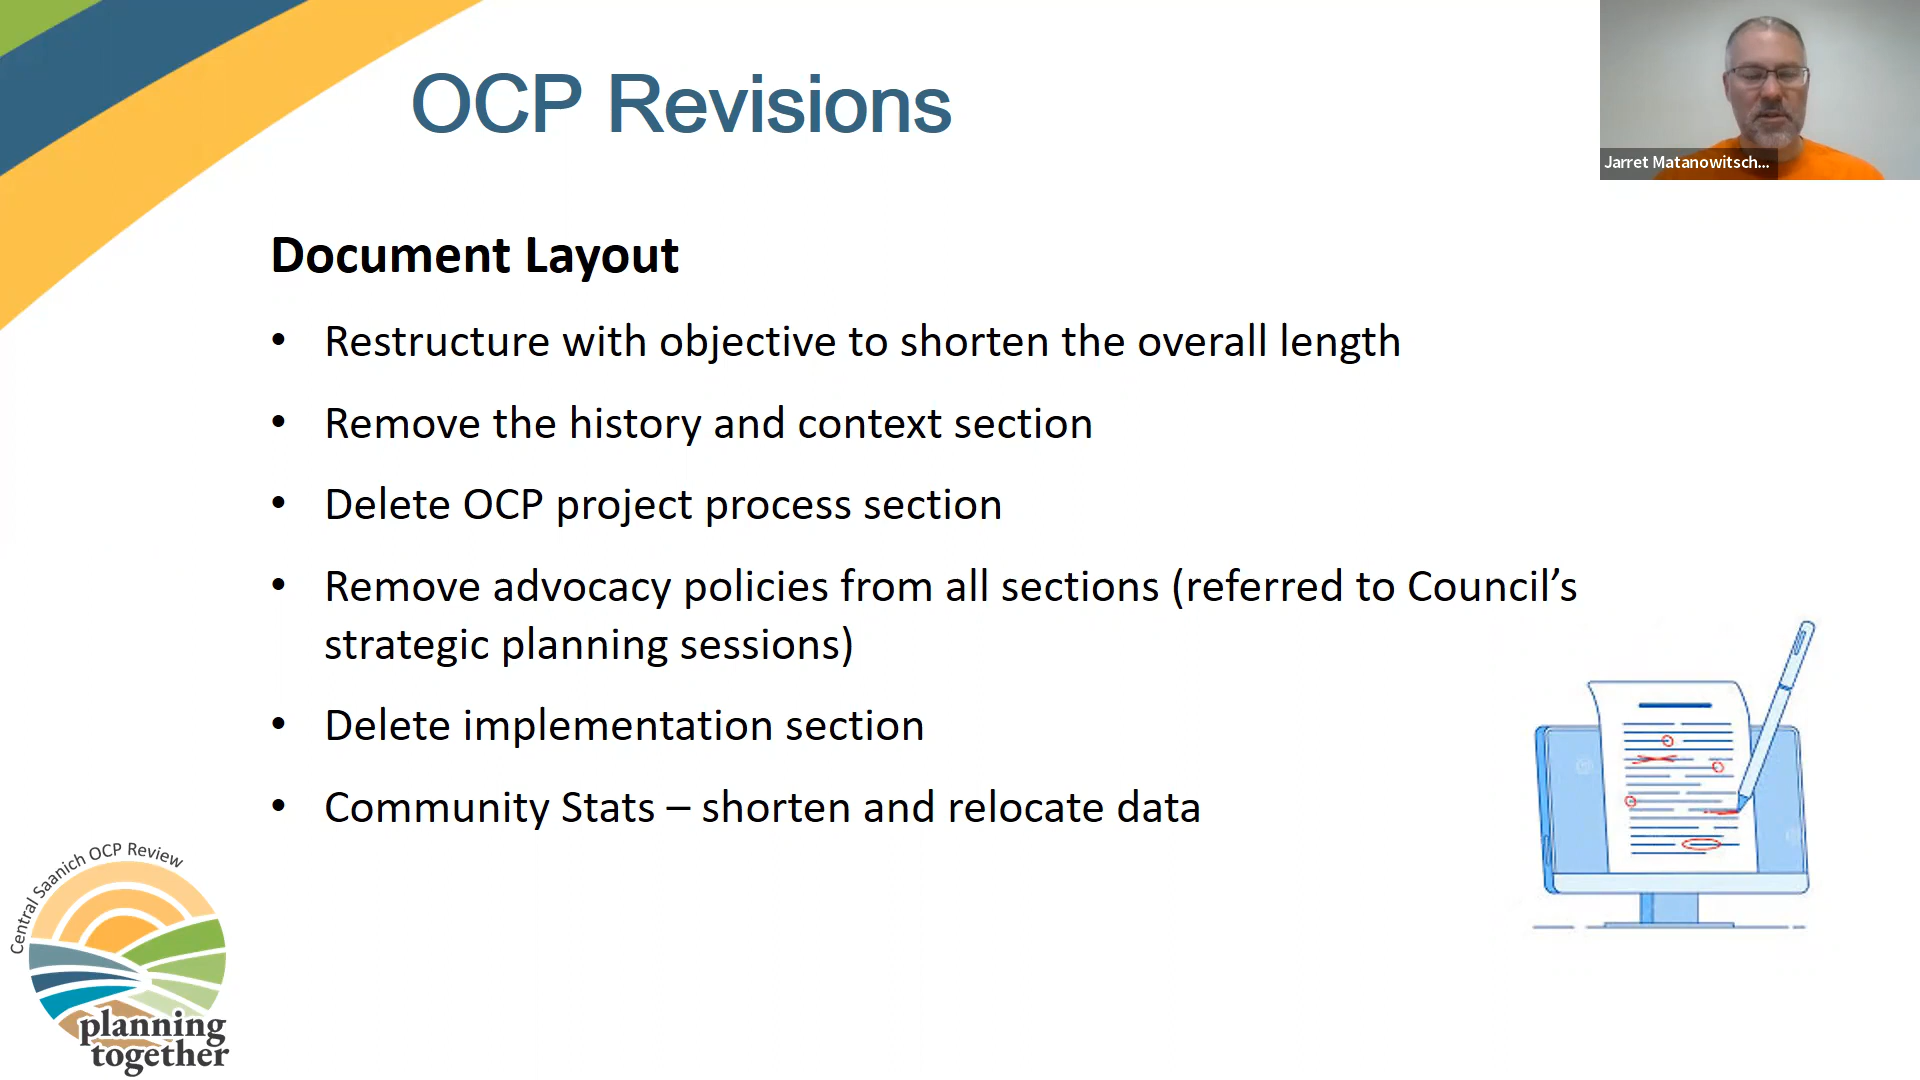 OCP Revisions
Jarret Matanowitsch...
Document Layout
• Restructure with objective to shorten the overall length
• Remove the history and context section
• Delete OCP project process section
• Remove advocacy policies from all sections (referred to Council’s
strategic planning sessions)
• Delete implementation section
• Community Stats – shorten and relocate data
Central Saanich OCP Review
planning
together